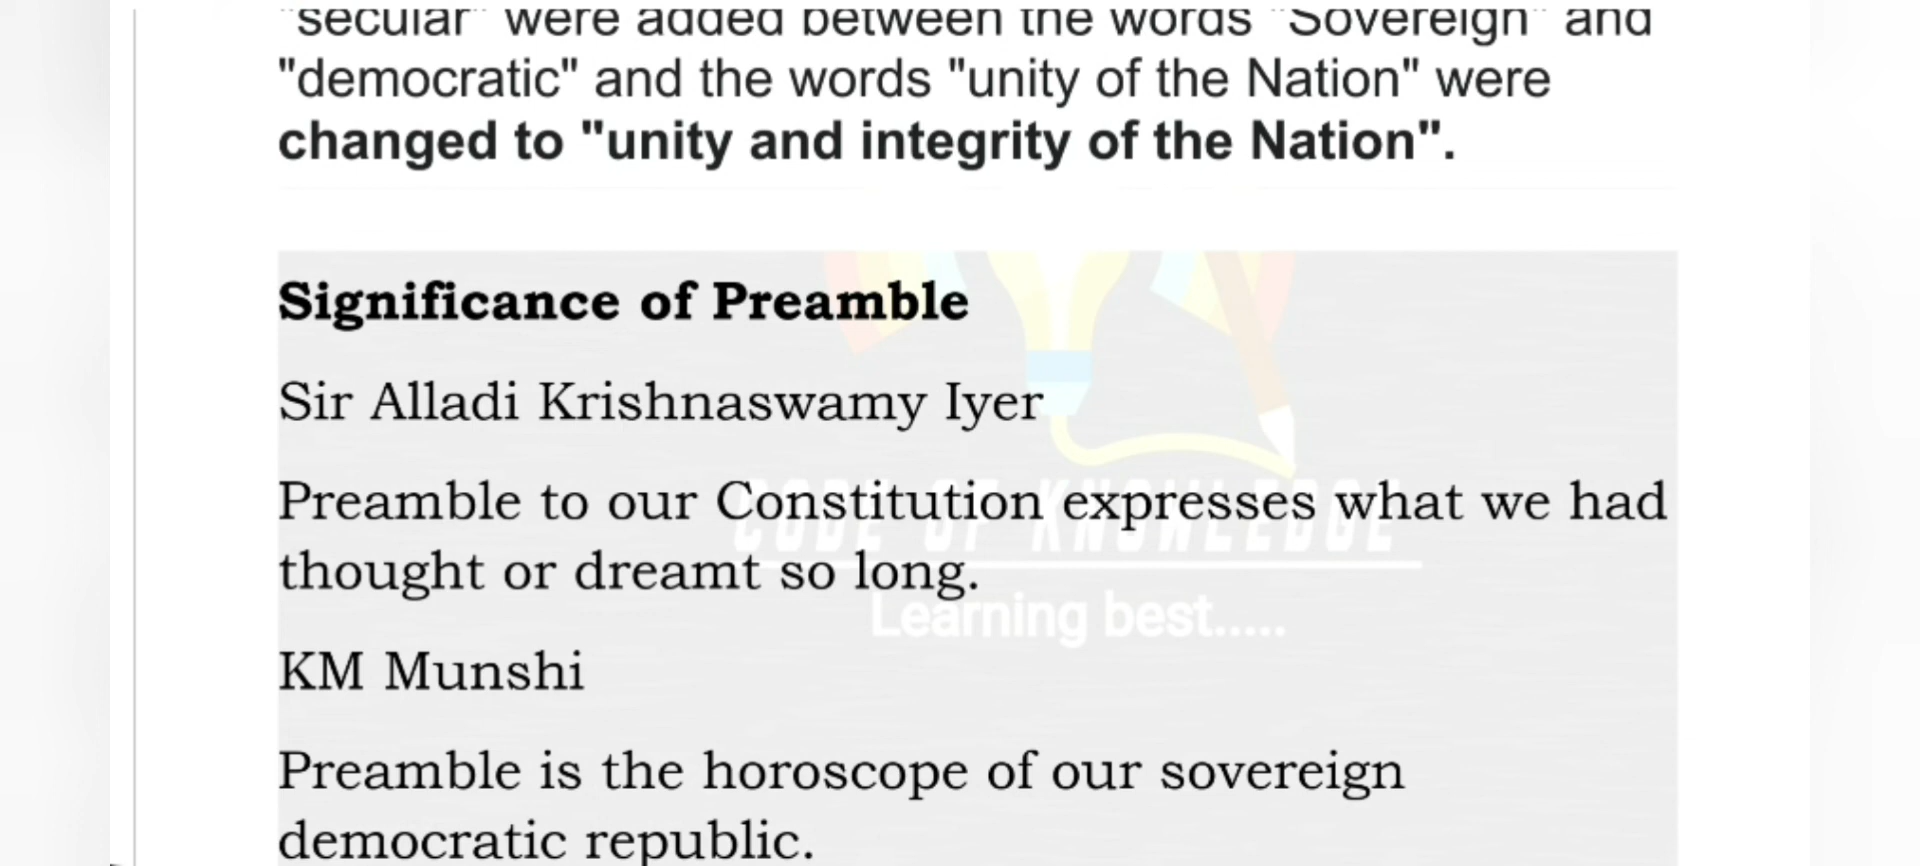 "secular" were added between the words "Sovereign" and
"democratic" and the words "unity of the Nation" were
changed to "unity and integrity of the Nation".
Significance of Preamble
Sir Alladi Krishnaswamy Iyer
Preamble to our Constitution expresses what we had
thought or dreamt so long.
CODE OF KNOWLEDGE
Learning best.....
KM Munshi
Preamble is the horoscope of our sovereign
democratic republic.